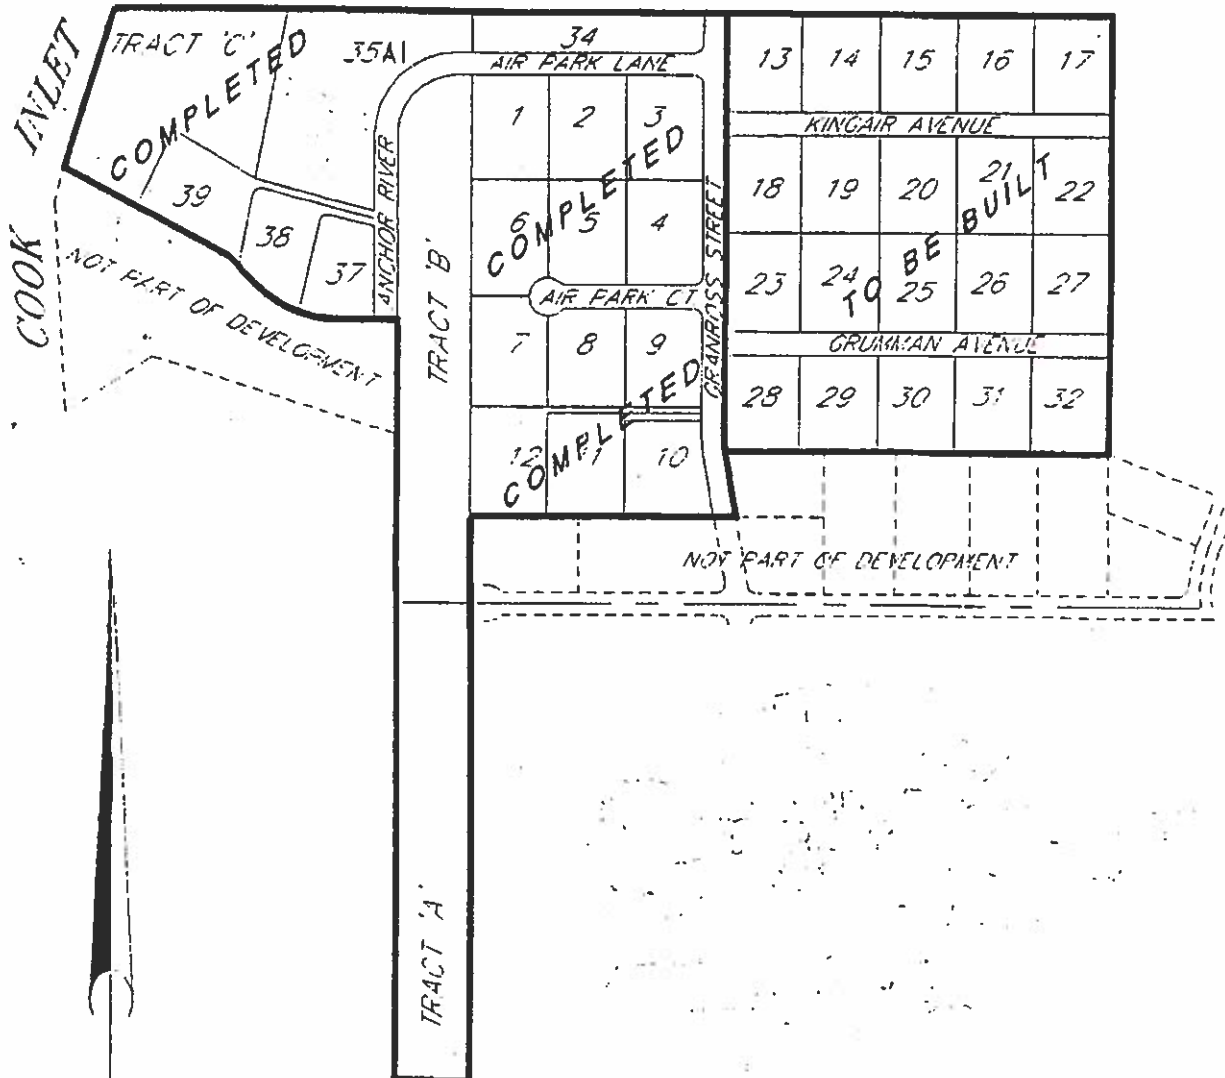 COOK INLET
TRACT 'C'
COMPLETED
35A1
34
AIR PARK LANE
13 14 15 16 17
KINGAIR AVENUE
1 2 3
COMPLETED
ANCHOR RIVER
39
38
37
NOT PART OF DEVELOPMENT
TRACT 'B'
6 5 4
AIR PARK CT
GRANROSS STREET
18 19 20 21 22
TO BE BUILT
23 24 25 26 27
GRUMMAN AVENUE
7 8 9
COMPLETED
28 29 30 31 32
12 11 10
NOT PART OF DEVELOPMENT
TRACT 'A'